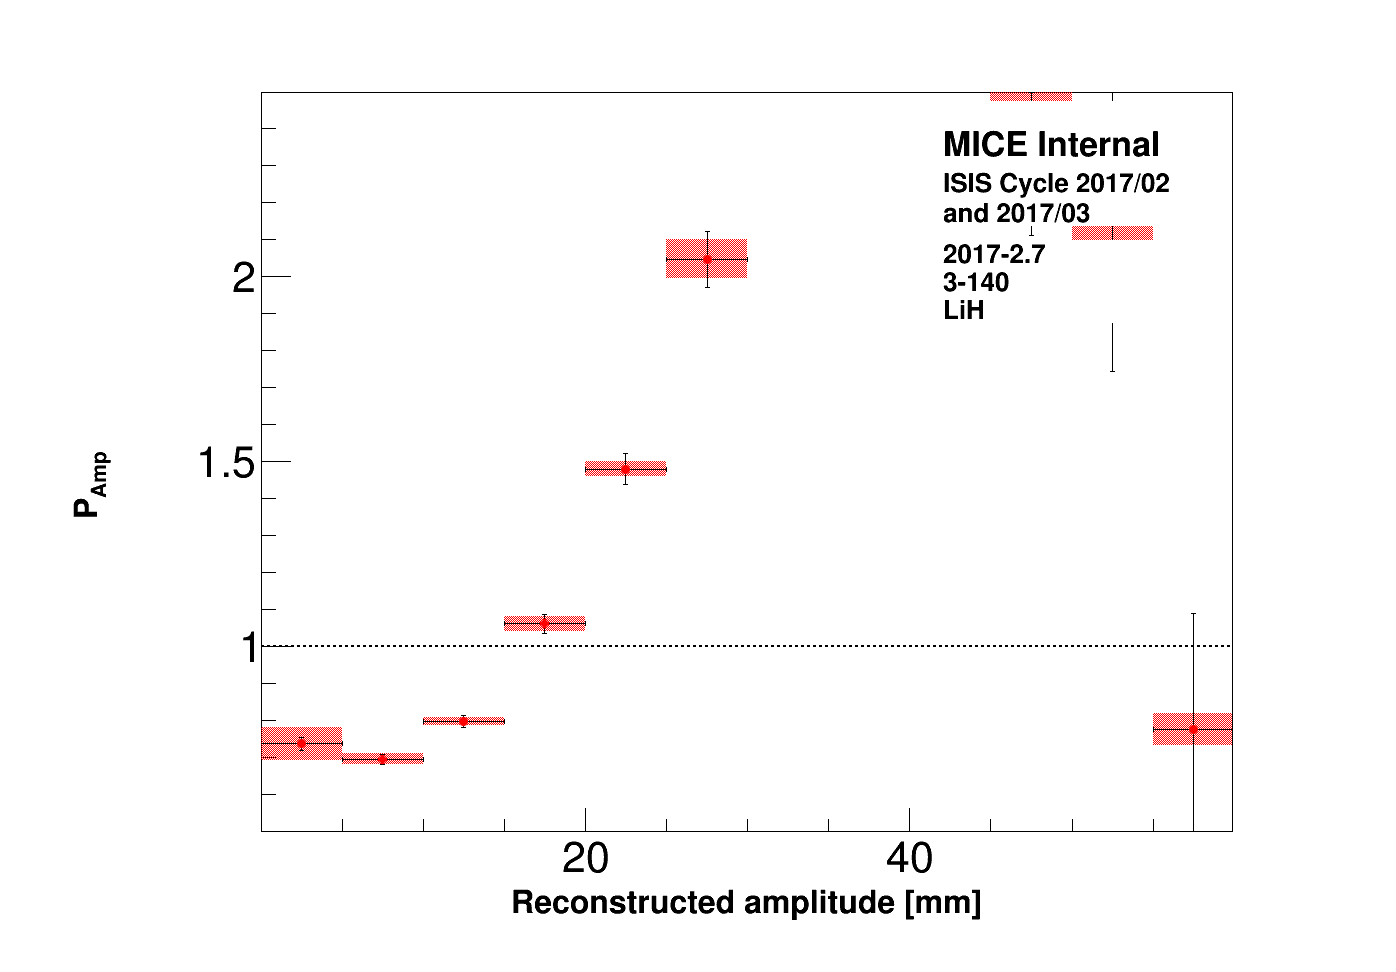 MICE Internal
ISIS Cycle 2017/02
and 2017/03
2017-2.7
3-140
LiH
2
1.5
1
P_Amp
20 40
Reconstructed amplitude [mm]